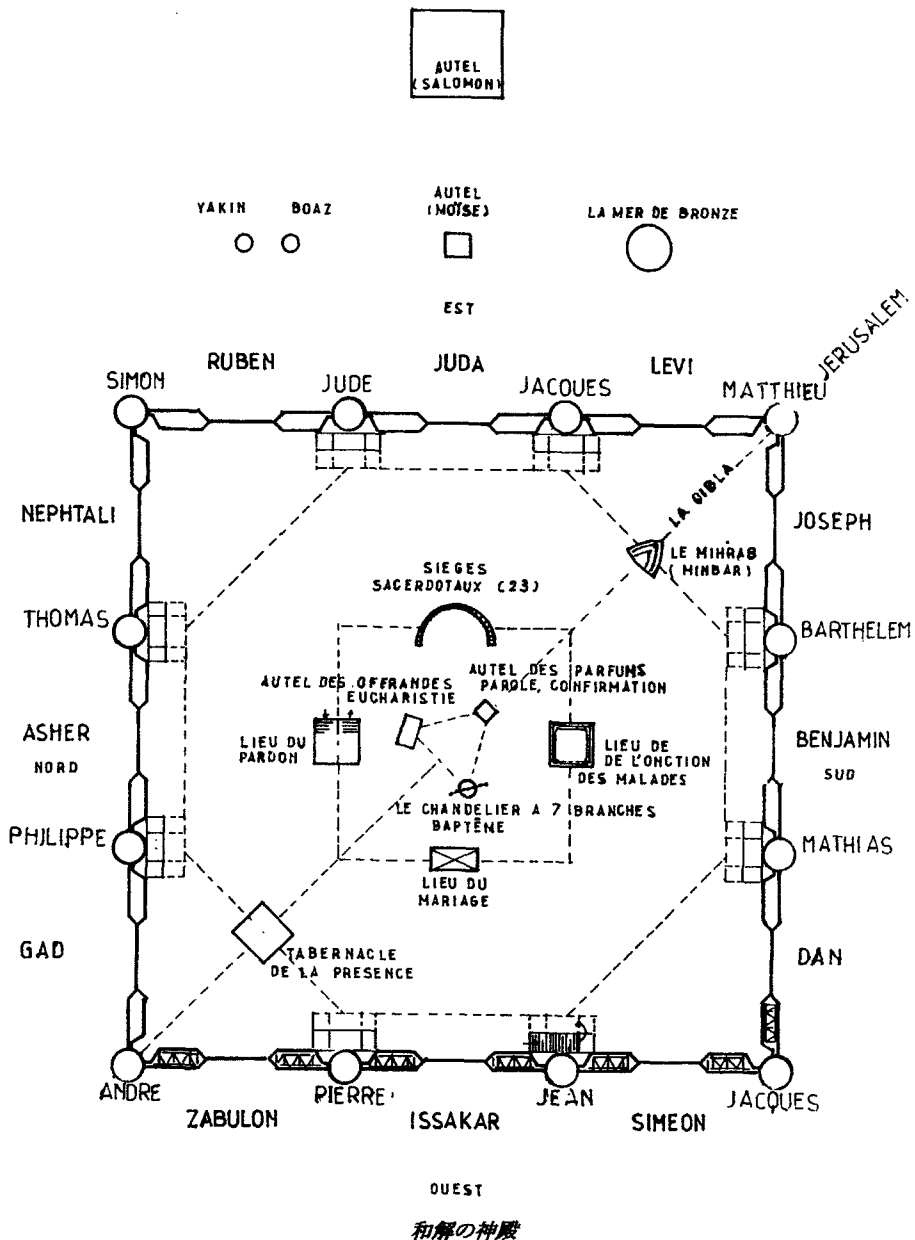 AUTEL
(SALOMON)
YAKIN
BOAZ
AUTEL
(MOÏSE)
LA MER DE BRONZE
EST
JERUSALEM
RUBEN
JUDA
LEVI
SIMON
JUDE
JACQUES
MATTHIEU
LA QIBLA
NEPHTALI
JOSEPH
LE MIHRAB
(MINBAR)
SIEGES
SACERDOTAUX (23)
THOMAS
BARTHELEM
AUTEL DES PARFUMS
PAROLE, CONFIRMATION
AUTEL DES OFFRANDES
EUCHARISTIE
LIEU DU
PARDON
LIEU DE
DE L'ONCTION
DES MALADES
ASHER
NORD
BENJAMIN
SUD
LE CHANDELIER A 7 BRANCHES
BAPTÊME
PHILIPPE
MATHIAS
LIEU DU
MARIAGE
GAD
DAN
TABERNACLE
DE LA PRESENCE
ANDRE
PIERRE
JEAN
JACQUES
ZABULON
ISSAKAR
SIMEON
OUEST
和解の神殿